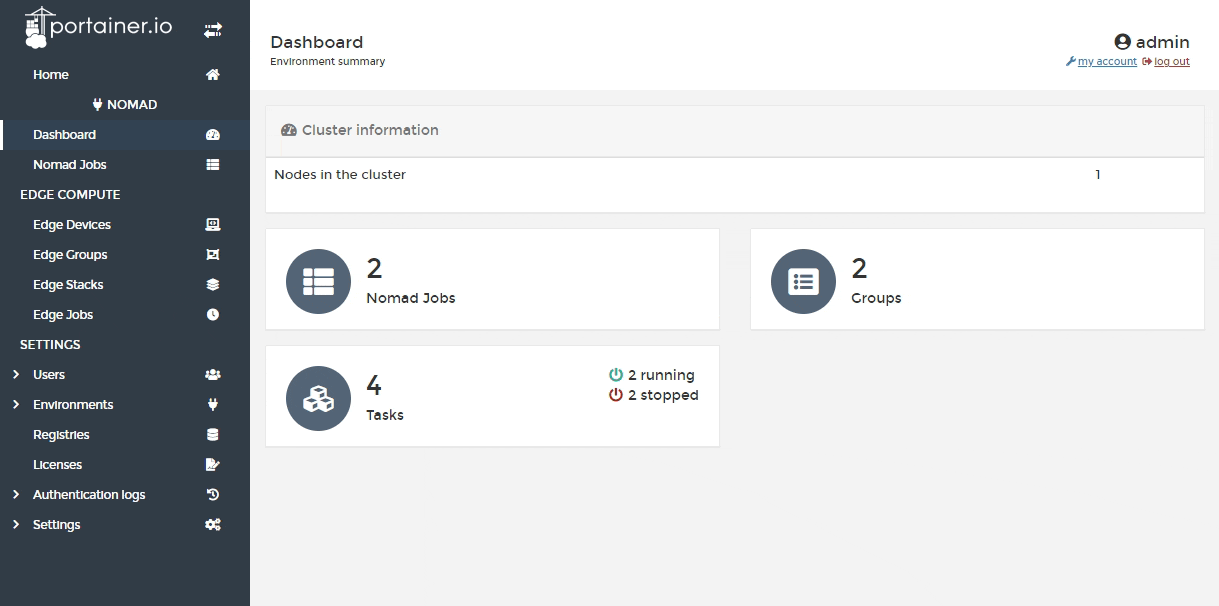 portainer.io
Home
NOMAD
Dashboard
Nomad Jobs
EDGE COMPUTE
Edge Devices
Edge Groups
Edge Stacks
Edge Jobs
SETTINGS
Users
Environments
Registries
Licenses
Authentication logs
Settings
Dashboard
Environment summary
admin
my account log out
Cluster information
Nodes in the cluster 1
2
Nomad Jobs
2
Groups
4
Tasks
2 running
2 stopped